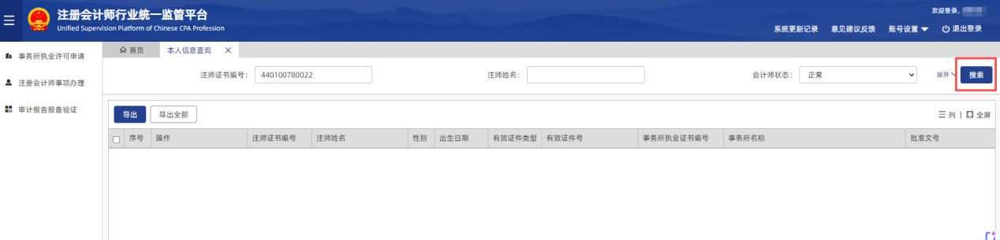 注册会计师行业统一监管平台
Unified Supervision Platform of Chinese CPA Profession
欢迎登录，
系统更新记录 意见建议反馈 账号设置 退出登录
首页 本人信息查询 ×
事务所执业许可申请
注册会计师事项办理
审计报告报备验证
注师证书编号： 440100780022 注师姓名： 会计师状态： 正常 展开 搜索
导出 导出全部 列 | 全屏
序号 操作 注师证书编号 注师姓名 性别 出生日期 有效证件类型 有效证件号 事务所执业证书编号 事务所名称 批准文号